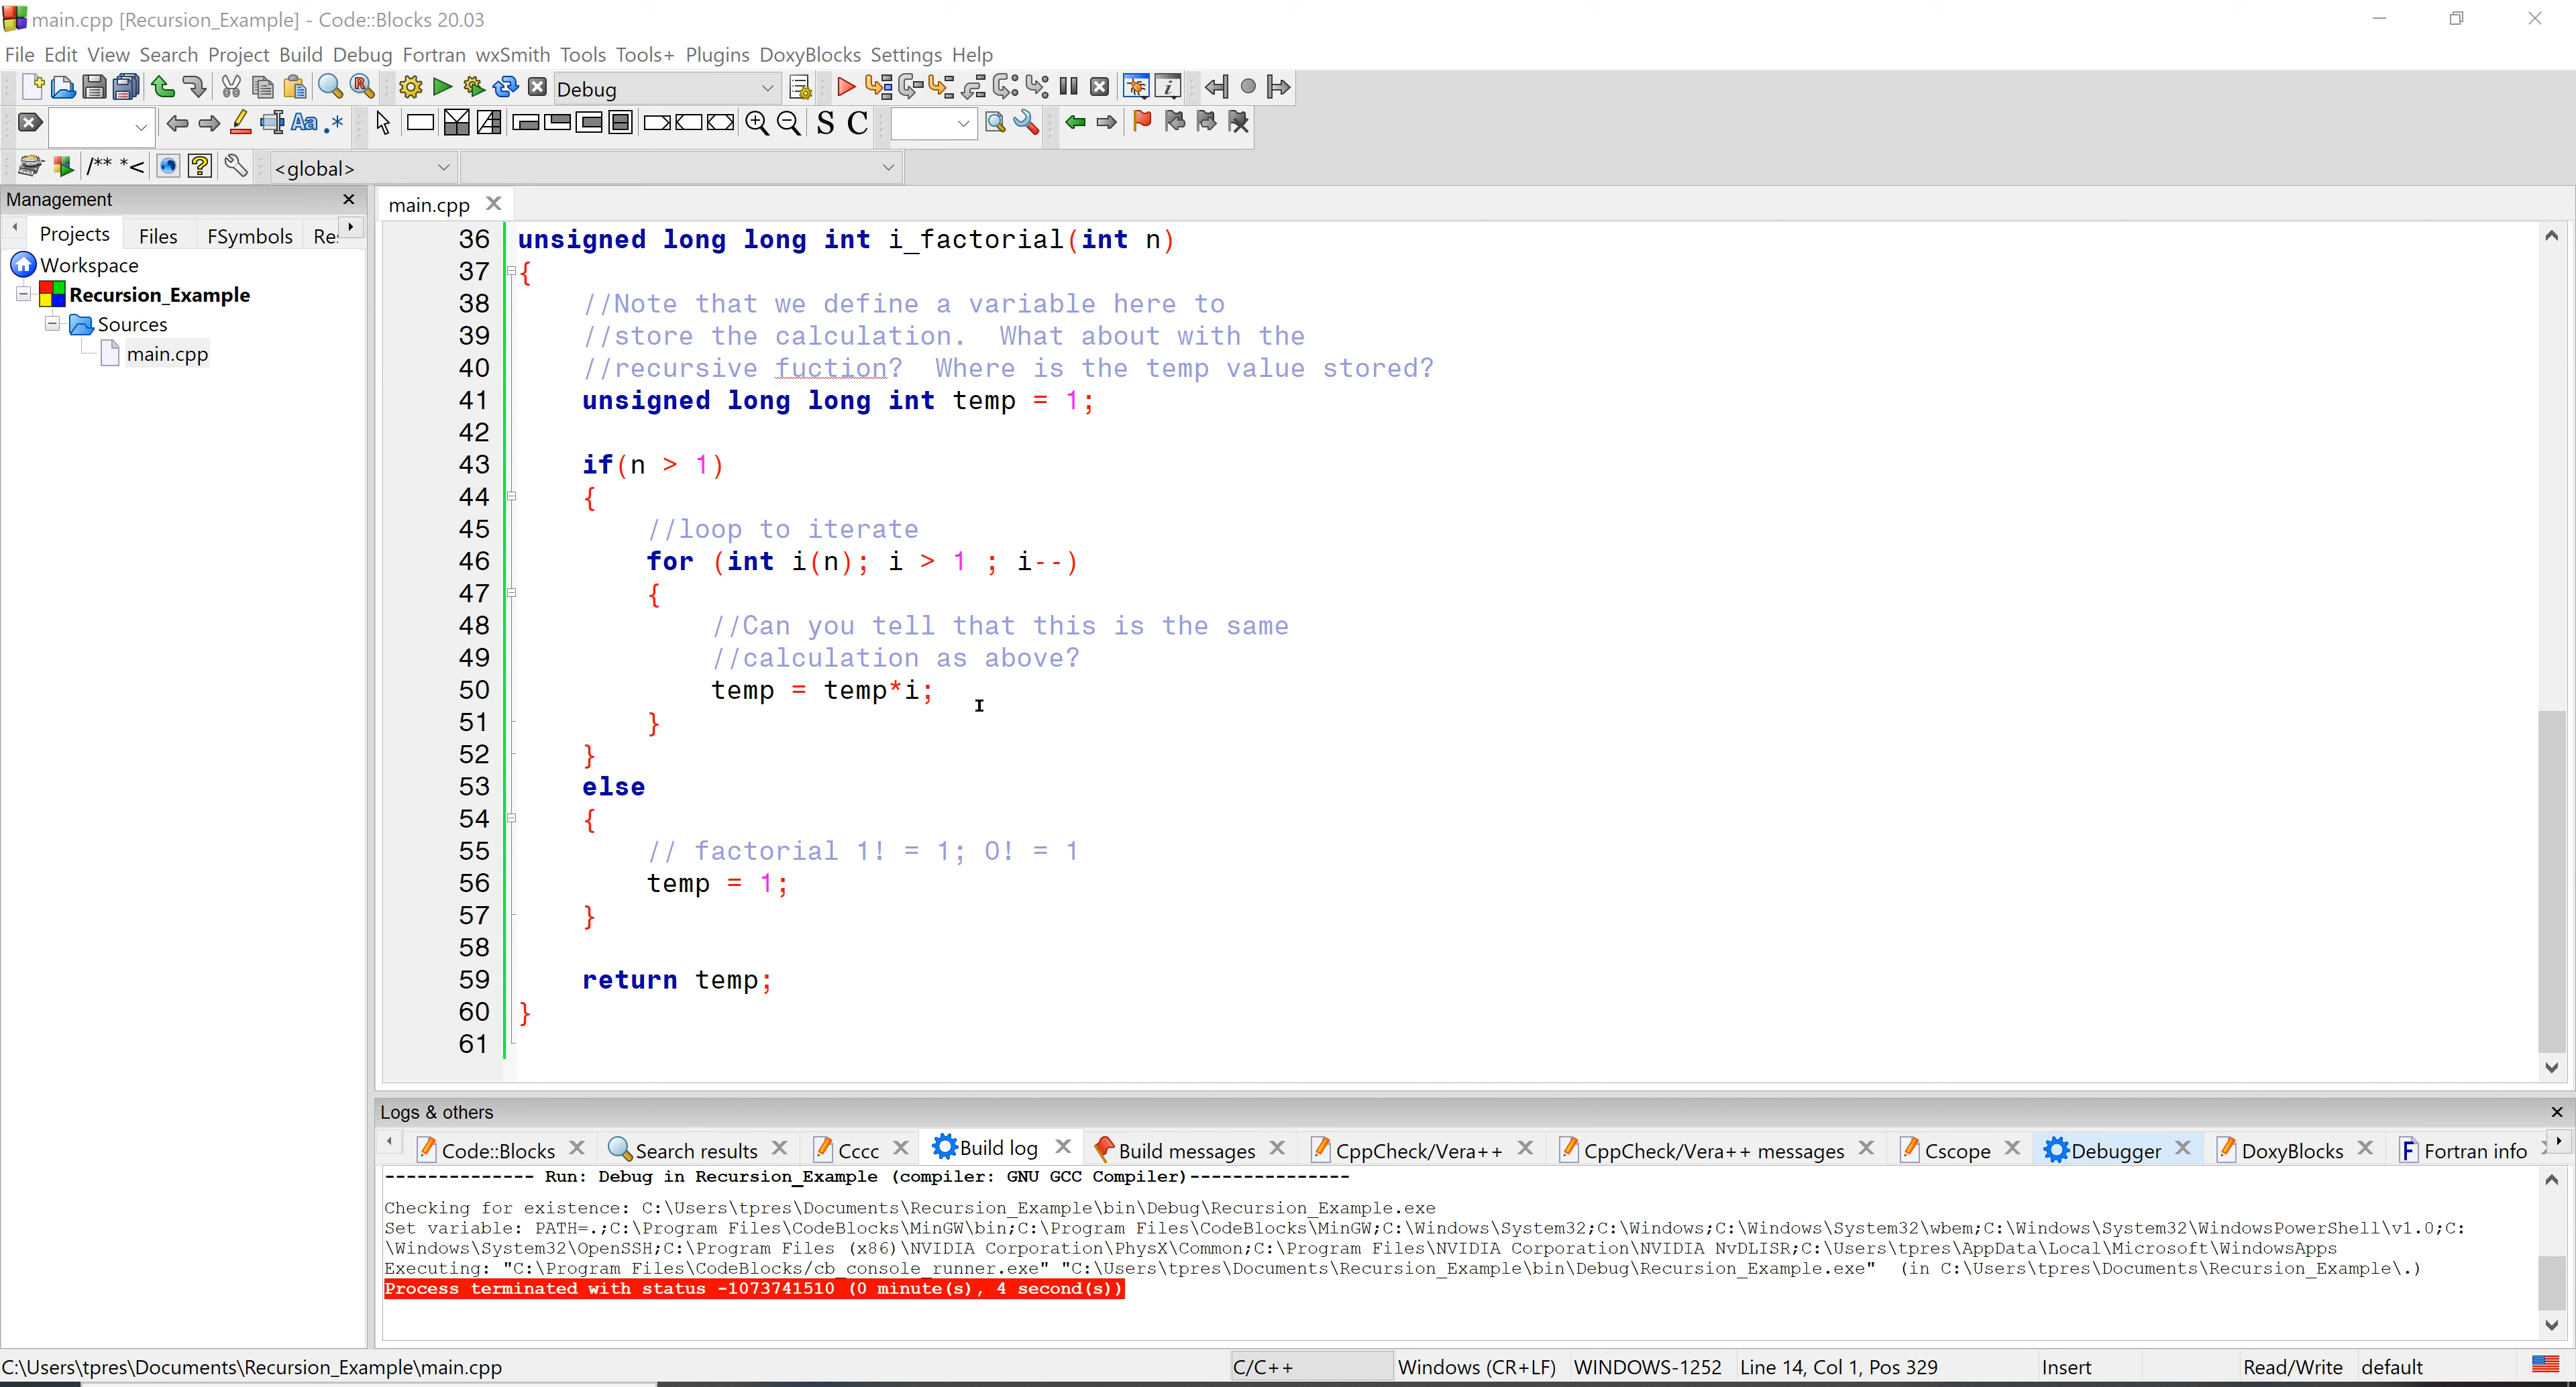 main.cpp [Recursion_Example] - Code::Blocks 20.03
File Edit View Search Project Build Debug Fortran wxSmith Tools Tools+ Plugins DoxyBlocks Settings Help
Debug
Aa .* S C
/** *< <global>
Management
main.cpp
Projects Files FSymbols Re
Workspace
Recursion_Example
Sources
main.cpp
36 unsigned long long int i_factorial(int n)
37 {
38 //Note that we define a variable here to
39 //store the calculation. What about with the
40 //recursive fuction? Where is the temp value stored?
41 unsigned long long int temp = 1;
42
43 if(n > 1)
44 {
45 //loop to iterate
46 for (int i(n); i > 1 ; i--)
47 {
48 //Can you tell that this is the same
49 //calculation as above?
50 temp = temp*i;
51 }
52 }
53 else
54 {
55 // factorial 1! = 1; 0! = 1
56 temp = 1;
57 }
58
59 return temp;
60 }
61
Logs & others
Code::Blocks Search results Cccc Build log Build messages CppCheck/Vera++ CppCheck/Vera++ messages Cscope Debugger DoxyBlocks Fortran info
-------------- Run: Debug in Recursion_Example (compiler: GNU GCC Compiler)---------------
Checking for existence: C:\Users\tpres\Documents\Recursion_Example\bin\Debug\Recursion_Example.exe
Set variable: PATH=.;C:\Program Files\CodeBlocks\MinGW\bin;C:\Program Files\CodeBlocks\MinGW;C:\Windows\System32;C:\Windows;C:\Windows\System32\wbem;C:\Windows\System32\WindowsPowerShell\v1.0;C:
\Windows\System32\OpenSSH;C:\Program Files (x86)\NVIDIA Corporation\PhysX\Common;C:\Program Files\NVIDIA Corporation\NVIDIA NvDLISR;C:\Users\tpres\AppData\Local\Microsoft\WindowsApps
Executing: "C:\Program Files\CodeBlocks/cb_console_runner.exe" "C:\Users\tpres\Documents\Recursion_Example\bin\Debug\Recursion_Example.exe" (in C:\Users\tpres\Documents\Recursion_Example\.)
Process terminated with status -1073741510 (0 minute(s), 4 second(s))
C:\Users\tpres\Documents\Recursion_Example\main.cpp C/C++ Windows (CR+LF) WINDOWS-1252 Line 14, Col 1, Pos 329 Insert Read/Write default